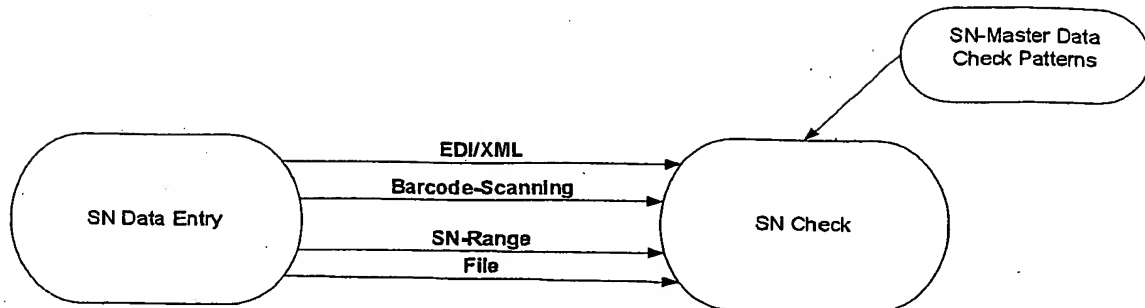 SN-Master Data
Check Patterns
EDI/XML
Barcode-Scanning
SN Data Entry
SN Check
SN-Range
File